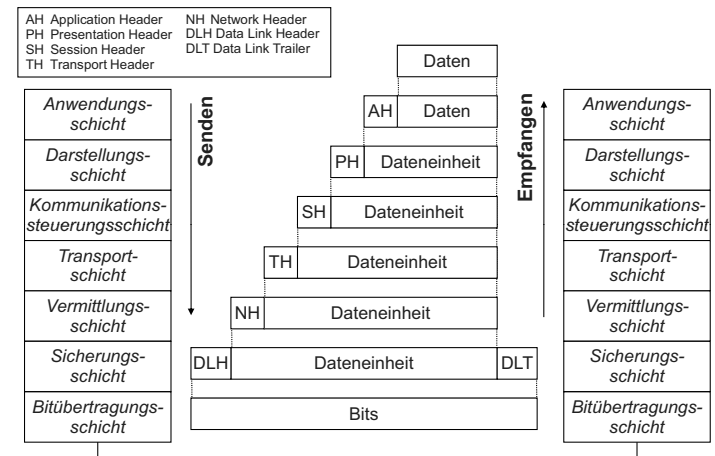 AH Application Header
PH Presentation Header
SH Session Header
TH Transport Header
NH Network Header
DLH Data Link Header
DLT Data Link Trailer
Anwendungs-
schicht
Darstellungs-
schicht
Kommunikations
steuerungsschicht
Transport-
schicht
Vermittlungs-
schicht
Sicherungs-
schicht
Bitübertragungs-
schicht
Senden
Daten
AH Daten
PH Dateneinheit
SH Dateneinheit
TH Dateneinheit
NH Dateneinheit
DLH Dateneinheit DLT
Bits
Empfangen
Anwendungs-
schicht
Darstellungs-
schicht
Kommunikations
steuerungsschicht
Transport-
schicht
Vermittlungs-
schicht
Sicherungs-
schicht
Bitübertragungs-
schicht